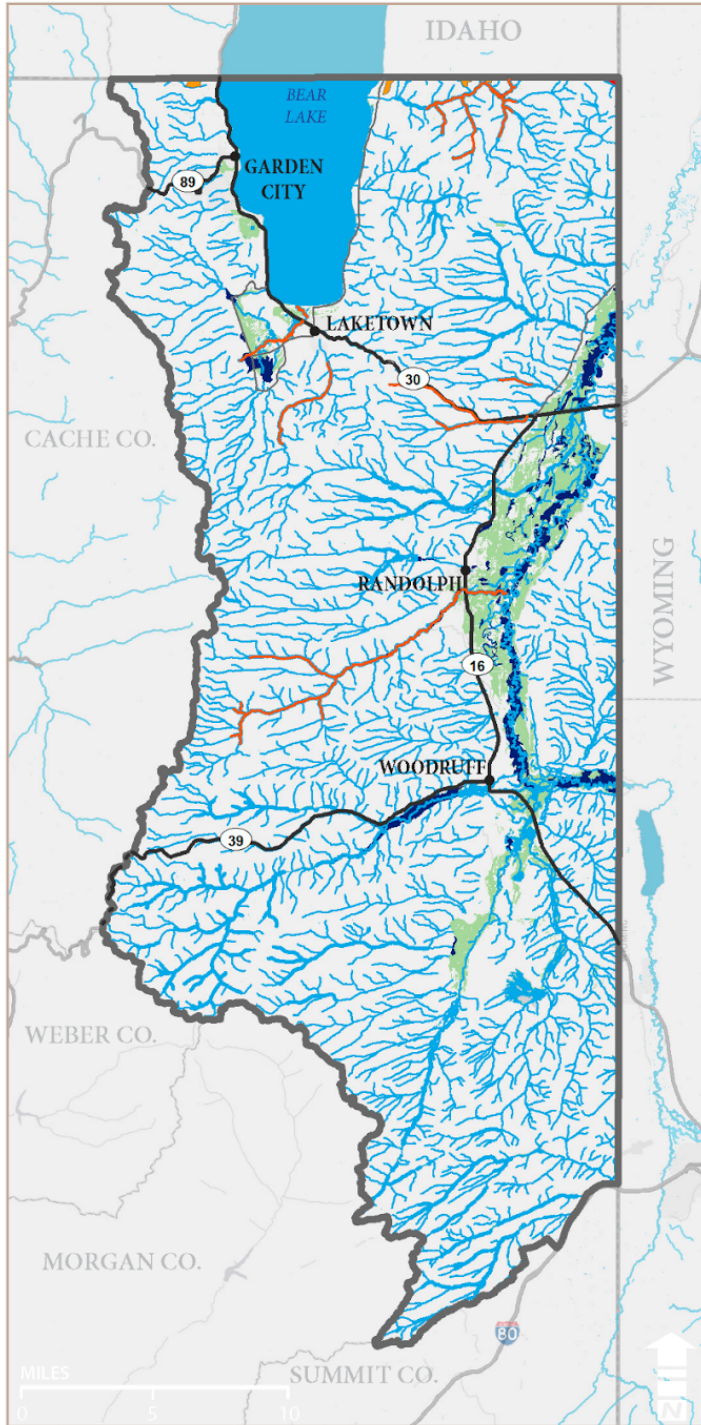 IDAHO
BEAR
LAKE
GARDEN
CITY
89
LAKETOWN
30
CACHE CO.
WYOMING
RANDOLPH
16
WOODRUFF
39
WEBER CO.
MORGAN CO.
80
SUMMIT CO.
MILES
0 5 10
N